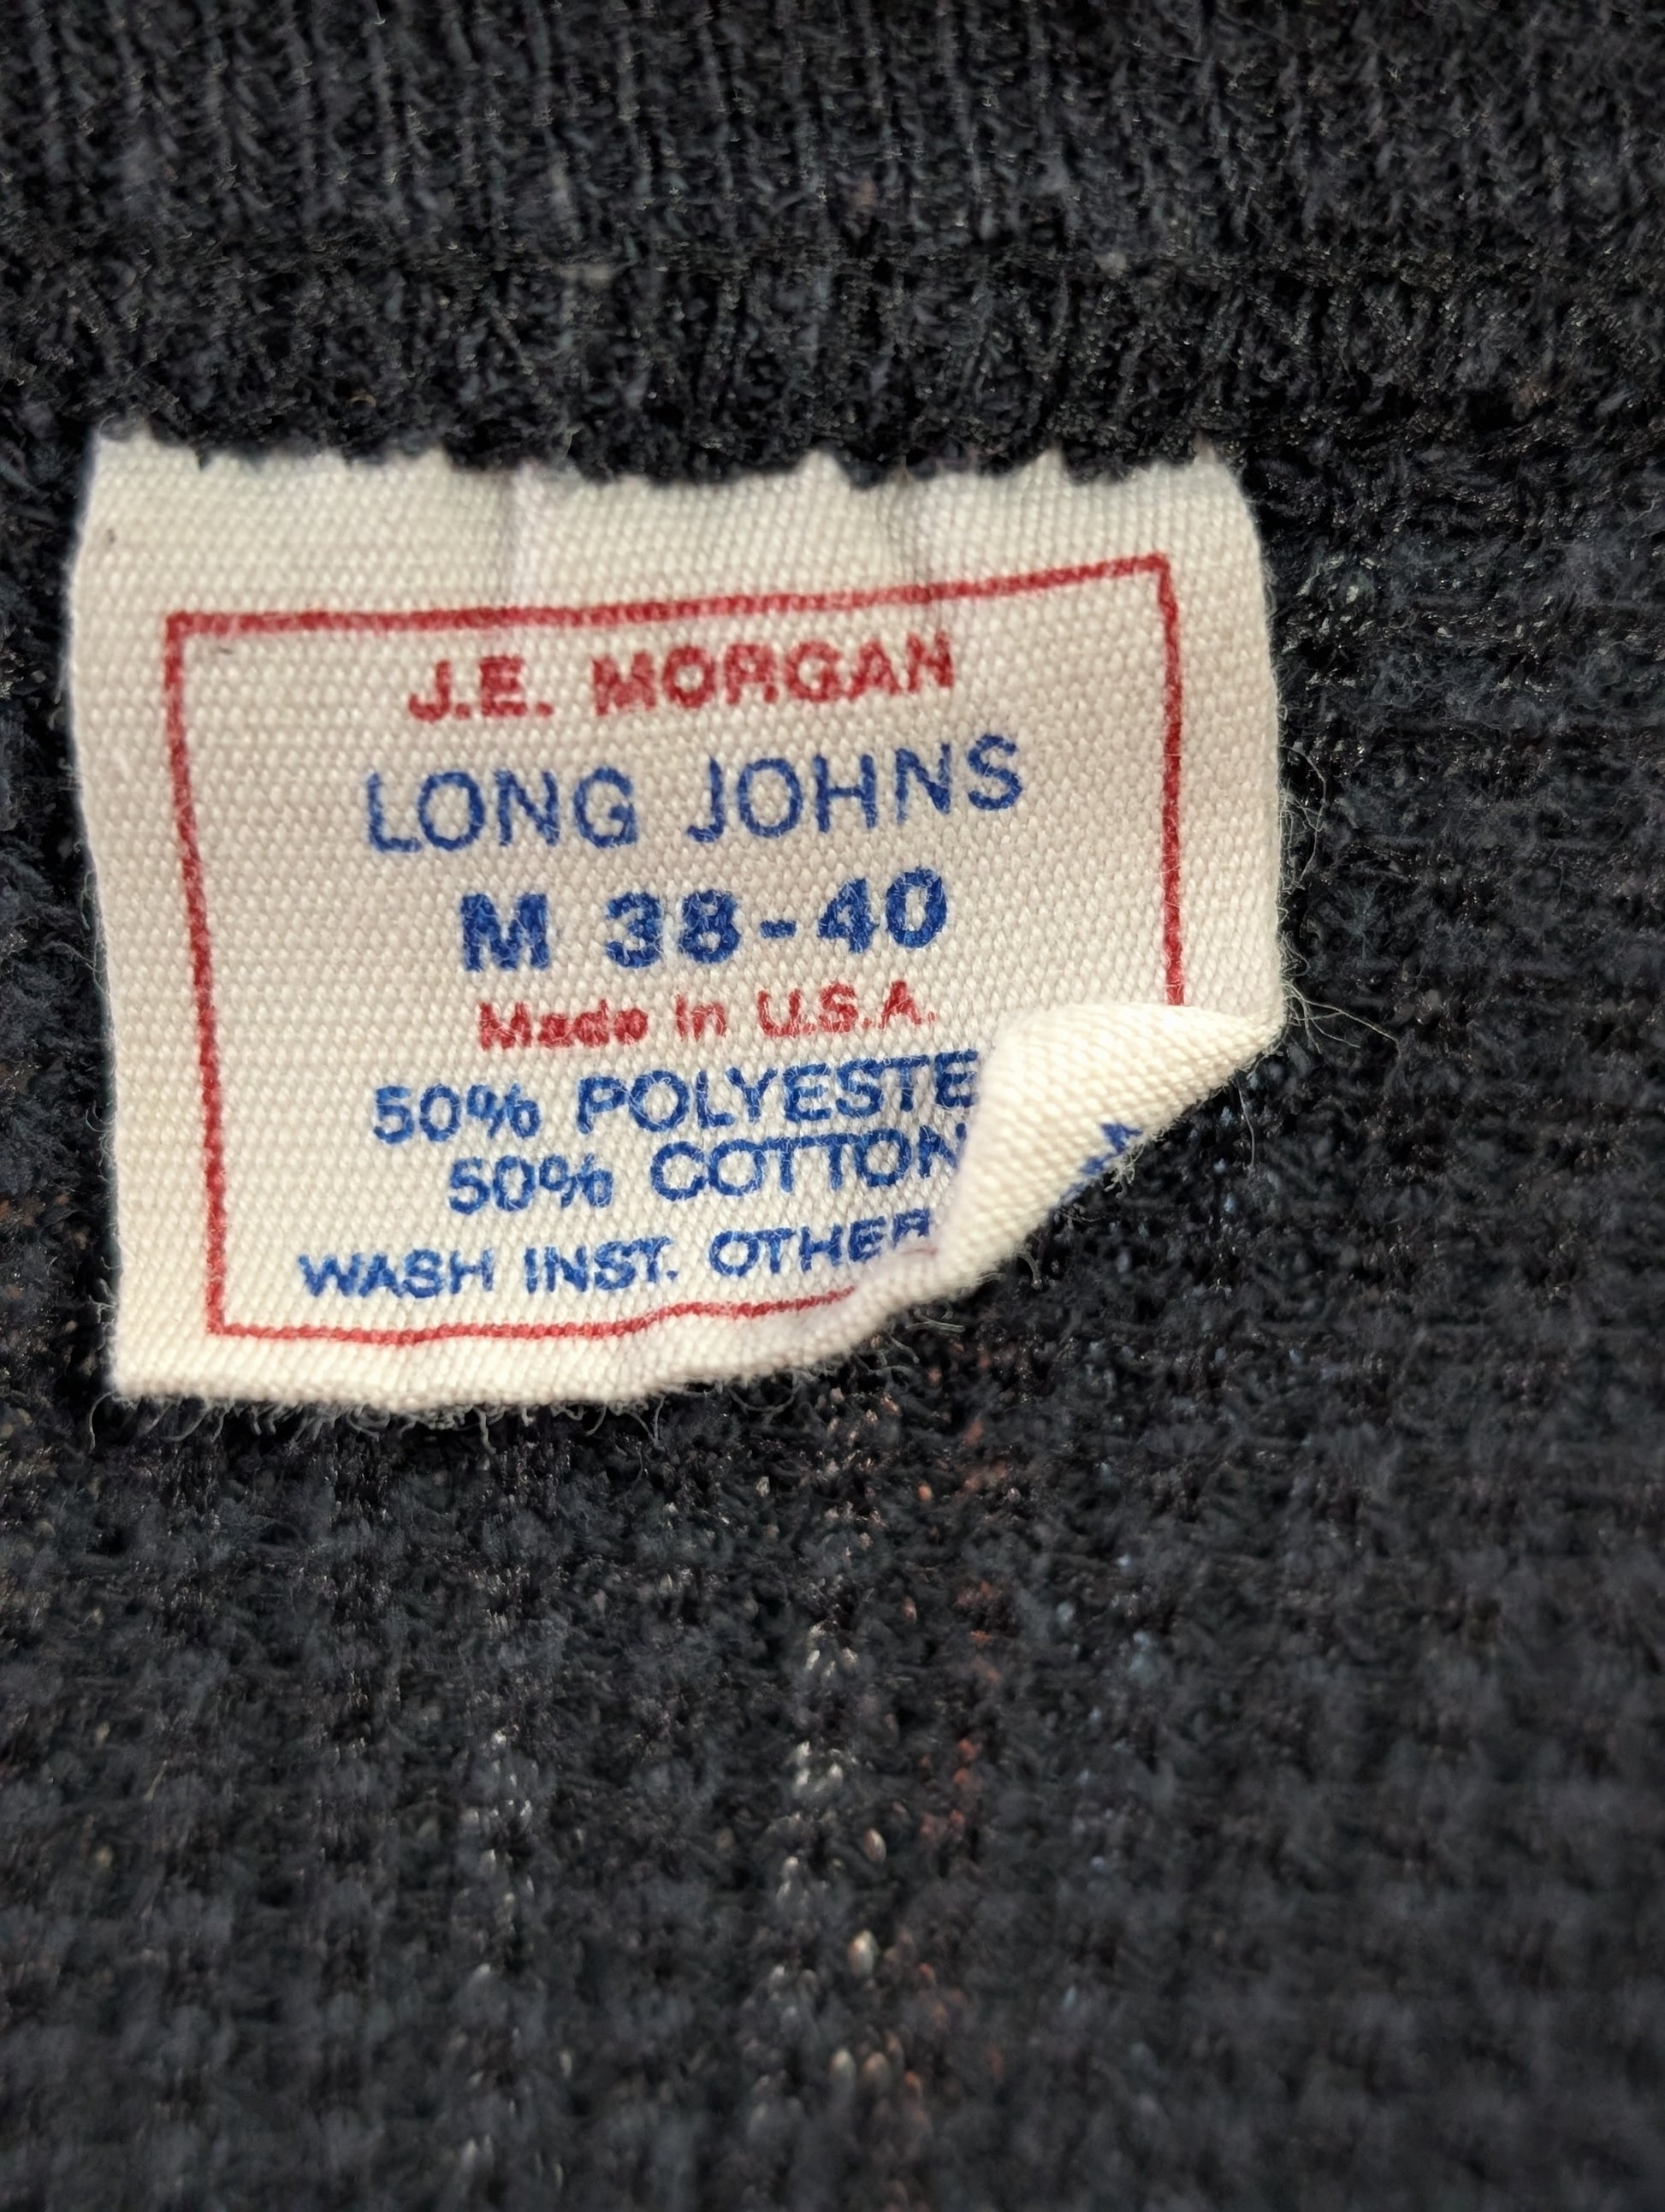 J.E. MORGAN
LONG JOHNS
M 38-40
Made in U.S.A.
50% POLYESTE
50% COTTON
WASH INST. OTHER